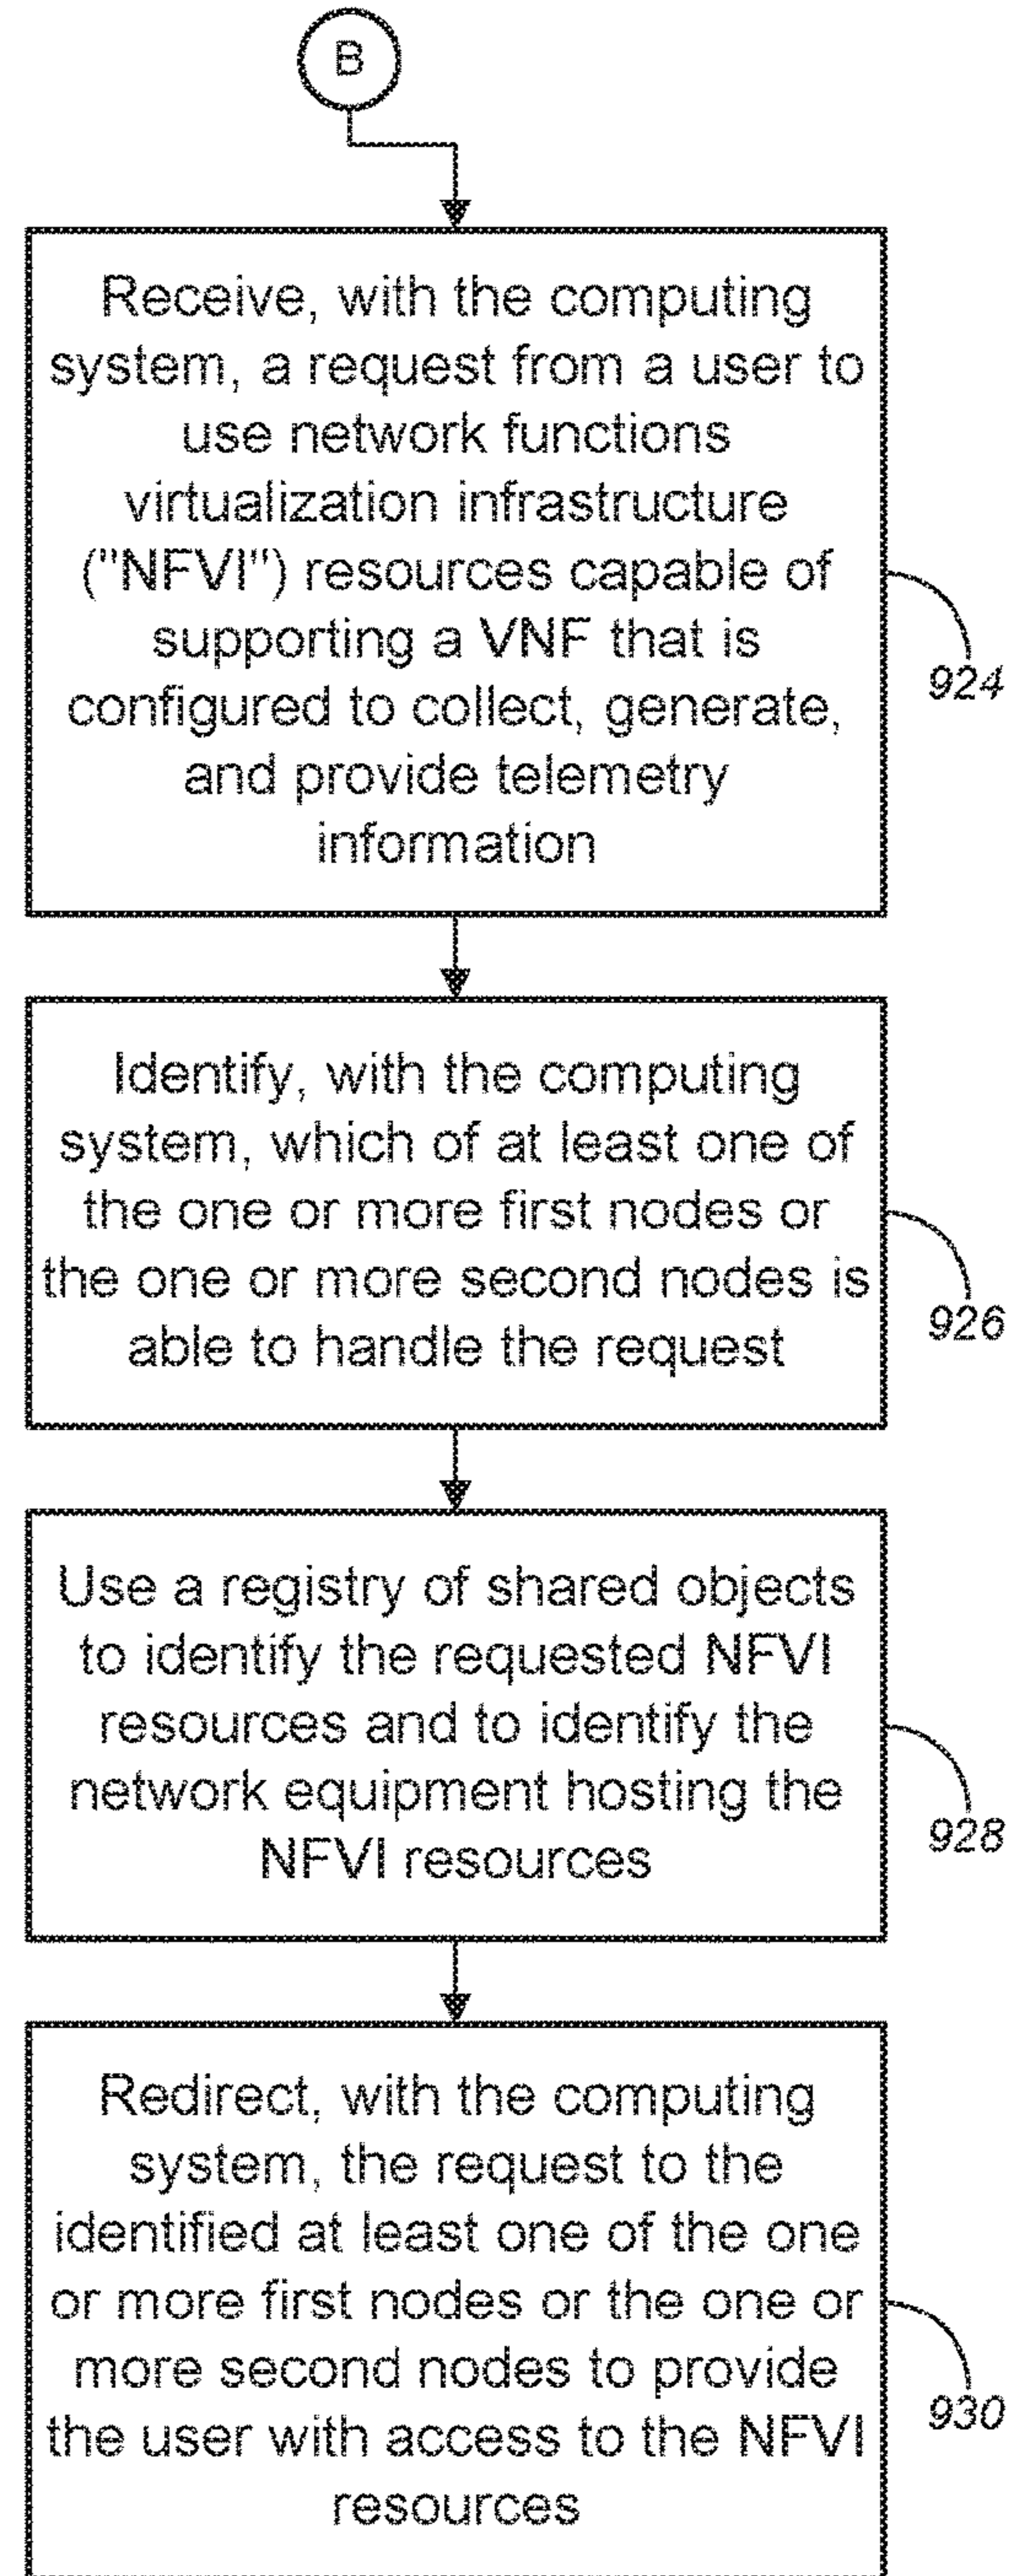 B
Receive, with the computing
system, a request from a user to
use network functions
virtualization infrastructure
("NFVI") resources capable of
supporting a VNF that is
configured to collect, generate,
and provide telemetry
information
924
Identify, with the computing
system, which of at least one of
the one or more first nodes or
the one or more second nodes is
able to handle the request
926
Use a registry of shared objects
to identify the requested NFVI
resources and to identify the
network equipment hosting the
NFVI resources
928
Redirect, with the computing
system, the request to the
identified at least one of the one
or more first nodes or the one or
more second nodes to provide
the user with access to the NFVI
resources
930